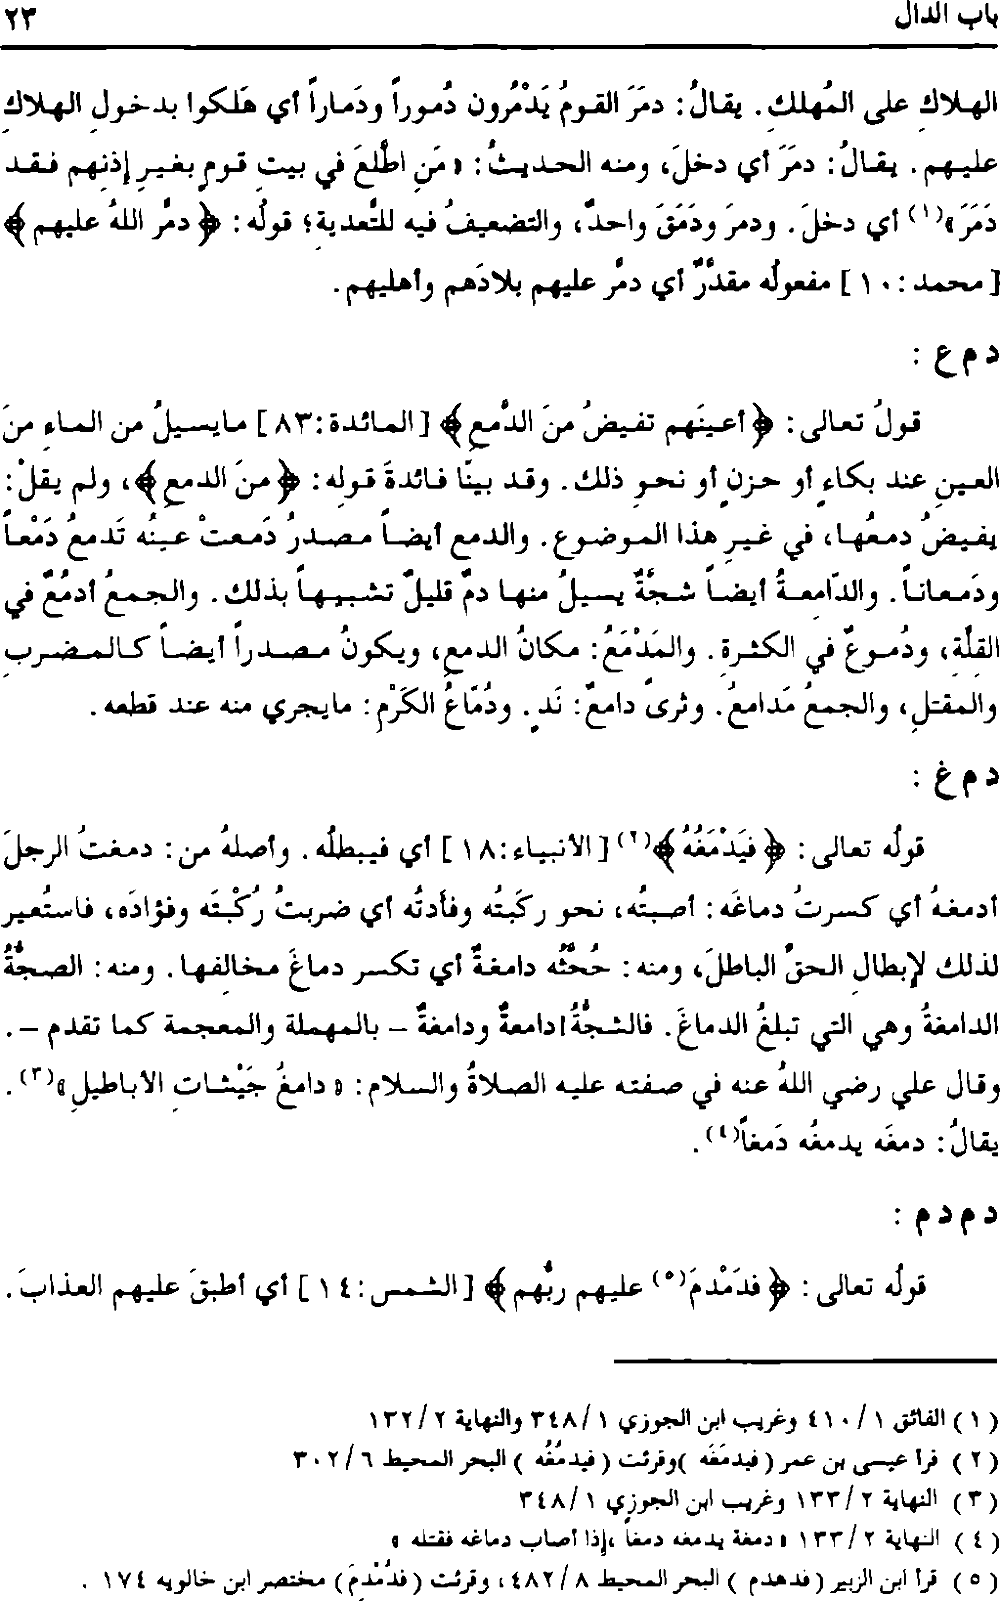 باب الدال ٢٣
الهلاك على المُهلك. يقالُ: دمَرَ القومُ يَدْمُرون دُموراً ودَماراً أي هَلكوا بدخولِ الهلاكِ
عليهم. يقالُ: دمَرَ أي دخلَ، ومنه الحديثُ: «مَنِ اطَّلعَ في بيتِ قومٍ بغيرِ إِذنِهم فقد
دَمَرَ»(١) أي دخلَ. ودمرَ ودَمَقَ واحدٌ، والتضعيفُ فيه للتَّعدية؛ قولُه: ﴿دمَّر اللهُ عليهم﴾
[محمد: ١٠] مفعولُه مقدَّرٌ أي دمَّر عليهم بلادَهم وأهليهم.
د م ع :
قولُ تعالى: ﴿أعينَهم تفيضُ منَ الدَّمعِ﴾ [المائدة: ٨٣] مايسيلُ من الماءِ منَ
العينِ عند بكاءٍ أو حزنٍ أو نحوِ ذلك. وقد بينَّا فائدةَ قولِه: ﴿منَ الدمعِ﴾، ولم يقلْ:
يفيضُ دمعُها، في غيرِ هذا الموضوع. والدمع أيضاً مصدرُ دَمعتْ عينُه تَدمعُ دَمْعاً
ودَمعاناً. والدَّامعةُ أيضاً شجَّةٌ يسيلُ منها دمٌ قليلٌ تشبيهاً بذلك. والجمعُ أدمُعٌ في
القلَّةِ، ودُموعٌ في الكثرةِ. والمَدْمَعُ: مكانُ الدمعِ، ويكونُ مصدراً أيضاً كالمضربِ
والمقتلِ، والجمعُ مَدامعُ. وثرىً دامعٌ: نَدٍ. ودُمَّاعُ الكَرْمِ: مايجري منه عند قطعه.
د م غ :
قولُه تعالى: ﴿فيَدْمَغُهُ﴾(٢) [الأنبياء: ١٨] أي فيبطلُه. وأصلهُ من: دمغتُ الرجلَ
أدمغهُ أي كسرتُ دماغَه: أصبتُه، نحو ركَبتُه وفأدتُه أي ضربتُ رُكْبتَه وفؤادَه، فاستُعير
لذلك لإبطالِ الحقِّ الباطلَ، ومنه: حُجَّتُه دامغةٌ أي تكسر دماغَ مخالِفها. ومنه: الصجَّةُ
الدامغةُ وهي التي تبلغُ الدماغَ. فالشجَّةُ دامعةٌ ودامغةٌ – بالمهملة والمعجمة كما تقدم –.
وقال علي رضي اللهُ عنه في صفته عليه الصلاةُ والسلام: «دامغُ جَيْشاتِ الأباطيلِ»(٣).
يقالُ: دمغَه يدمغُه دَمغاً(٤).
د م د م :
قولُه تعالى: ﴿فدَمْدمَ(٥) عليهم ربُّهم﴾ [الشمس: ١٤] أي أطبقَ عليهم العذابَ.
(١) الفائق ١/ ٤١٠ وغريب ابن الجوزي ١/ ٣٤٨ والنهاية ٢/ ١٣٢
(٢) قرأ عيسى بن عمر (فيدمَغَه) وقرئت (فيدمُغُه) البحر المحيط ٦/ ٣٠٢
(٣) النهاية ٢/ ١٣٣ وغريب ابن الجوزي ١/ ٣٤٨
(٤) النهاية ٢/ ١٣٣ «دمغة يدمغه دمغاً، إذا أصاب دماغه فقتله»
(٥) قرأ ابن الزبير (فدهدم) البحر المحيط ٨/ ٤٨٢، وقرئت (فدُمْدِمَ) مختصر ابن خالويه ١٧٤.